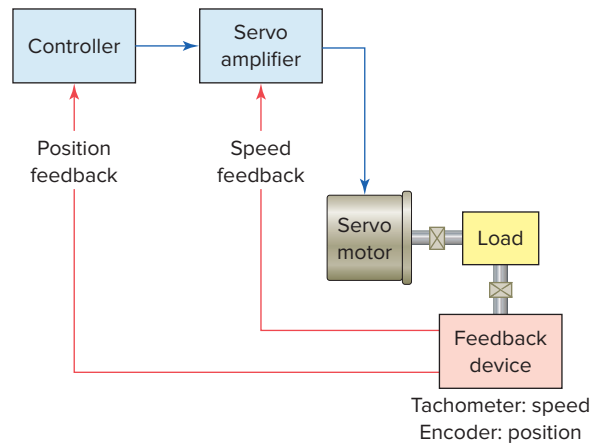 Controller
Servo
amplifier
Position
feedback
Speed
feedback
Servo
motor
Load
Feedback
device
Tachometer: speed
Encoder: position